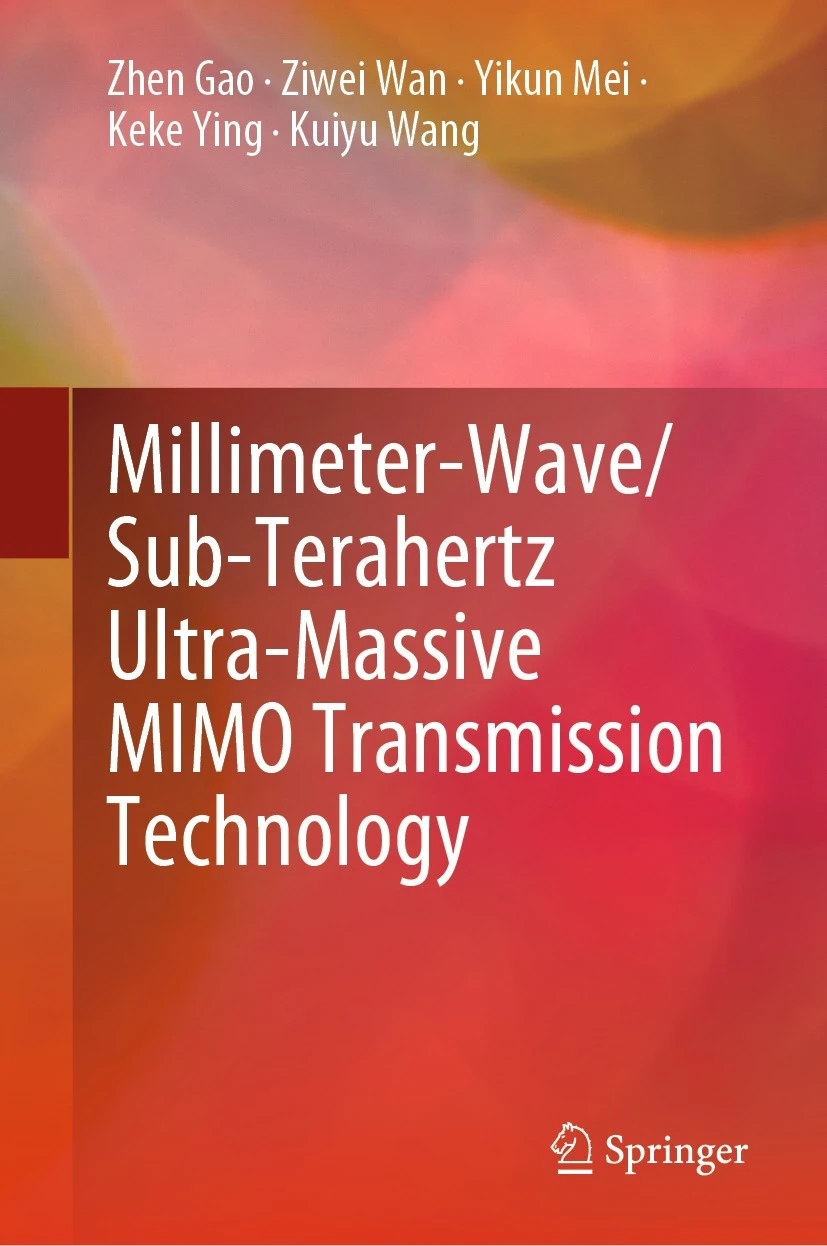 Zhen Gao · Ziwei Wan · Yikun Mei ·
Keke Ying · Kuiyu Wang
Millimeter-Wave/
Sub-Terahertz
Ultra-Massive
MIMO Transmission
Technology
Springer